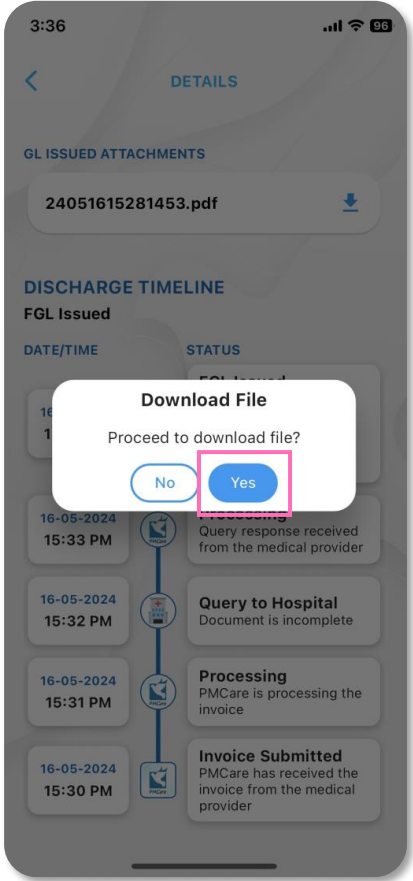 3:36
96
DETAILS
GL ISSUED ATTACHMENTS
24051615281453.pdf
DISCHARGE TIMELINE
FGL Issued
DATE/TIME
STATUS
Download File
Proceed to download file?
No
Yes
16-05-2024
15:33 PM
Processing
Query response received
from the medical provider
16-05-2024
15:32 PM
Query to Hospital
Document is incomplete
16-05-2024
15:31 PM
PMCare
Processing
PMCare is processing the
invoice
16-05-2024
15:30 PM
PMCare
Invoice Submitted
PMCare has received the
invoice from the medical
provider